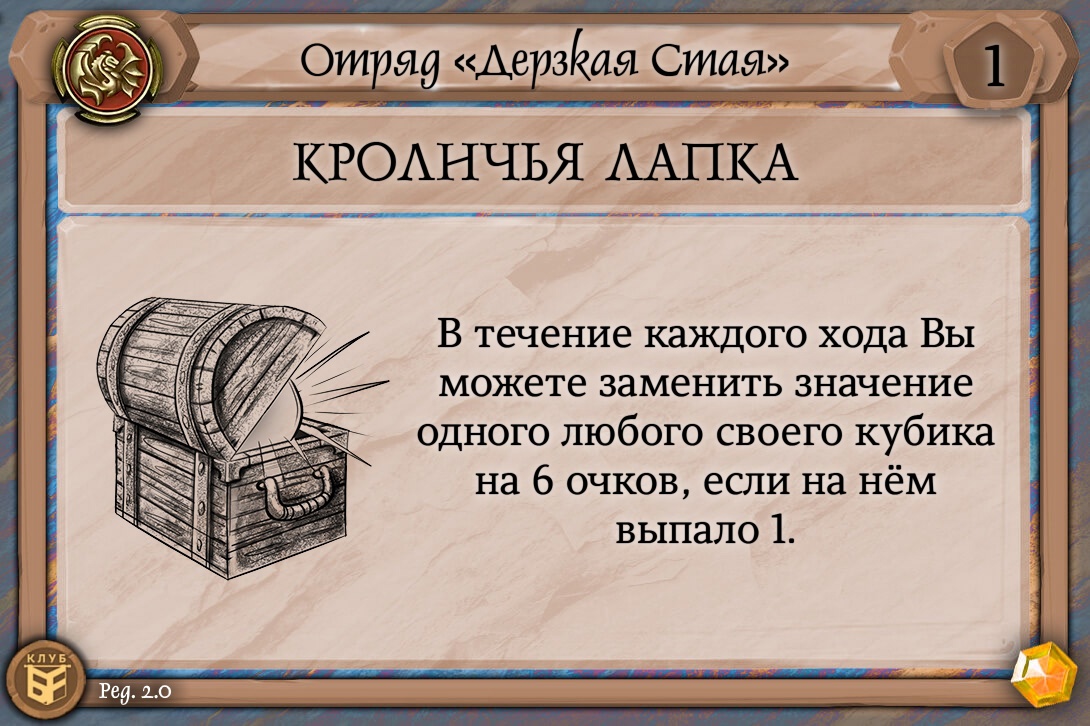 Отряд «Дерзкая Стая»
1
КРОЛИЧЬЯ ЛАПКА
В течение каждого хода Вы
можете заменить значение
одного любого своего кубика
на 6 очков, если на нём
выпало 1.
КЛУБ
Ред. 2.0